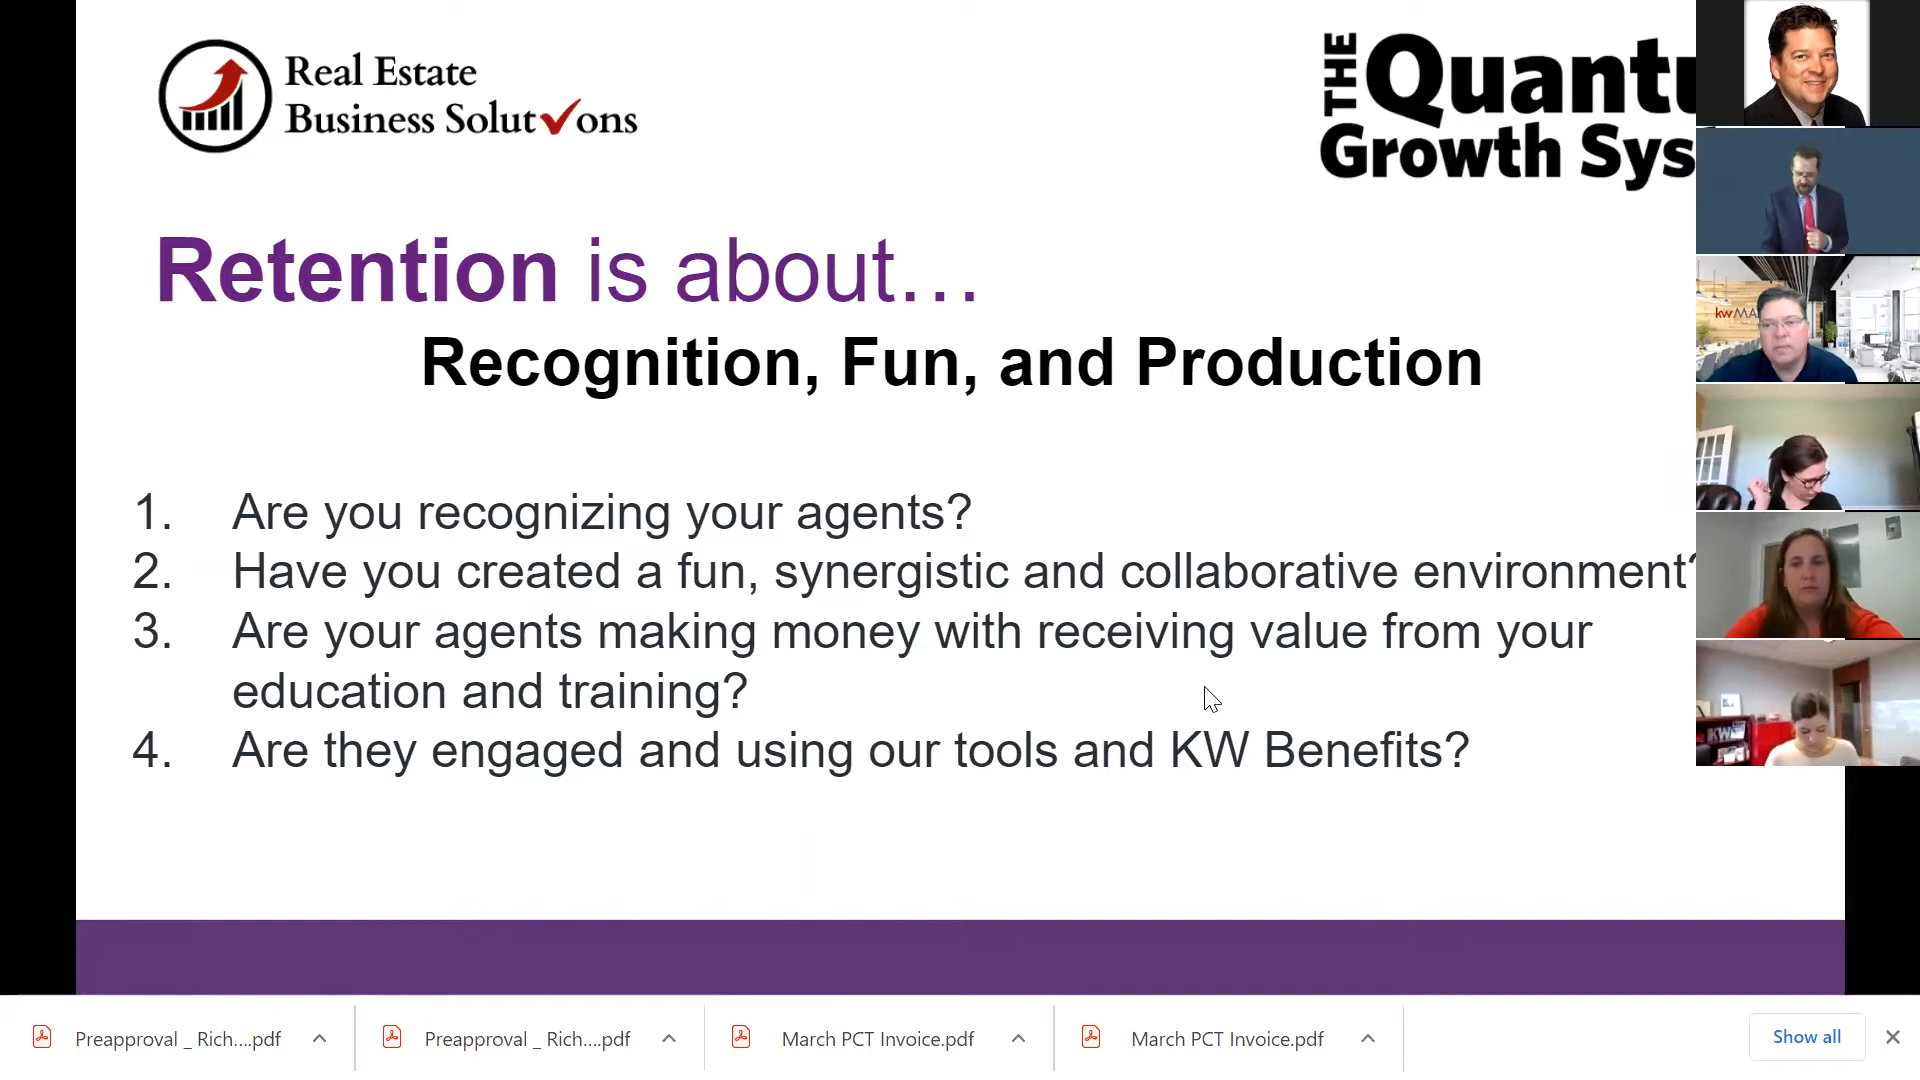 Real Estate
Business Solutions
THE
Quantu
Growth Sys
Retention is about…
Recognition, Fun, and Production
1. Are you recognizing your agents?
2. Have you created a fun, synergistic and collaborative environment?
3. Are your agents making money with receiving value from your
education and training?
4. Are they engaged and using our tools and KW Benefits?
kw MA
KW
Preapproval _ Rich....pdf
Preapproval _ Rich....pdf
March PCT Invoice.pdf
March PCT Invoice.pdf
Show all